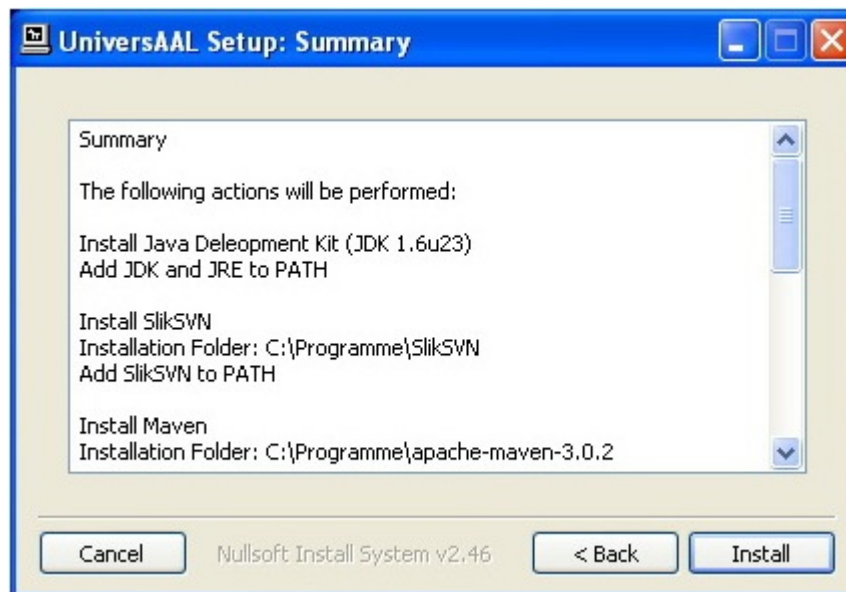 UniversAAL Setup: Summary
Summary
The following actions will be performed:
Install Java Deleopment Kit (JDK 1.6u23)
Add JDK and JRE to PATH
Install SlikSVN
Installation Folder: C:\Programme\SlikSVN
Add SlikSVN to PATH
Install Maven
Installation Folder: C:\Programme\apache-maven-3.0.2
Cancel
Nullsoft Install System v2.46
< Back
Install